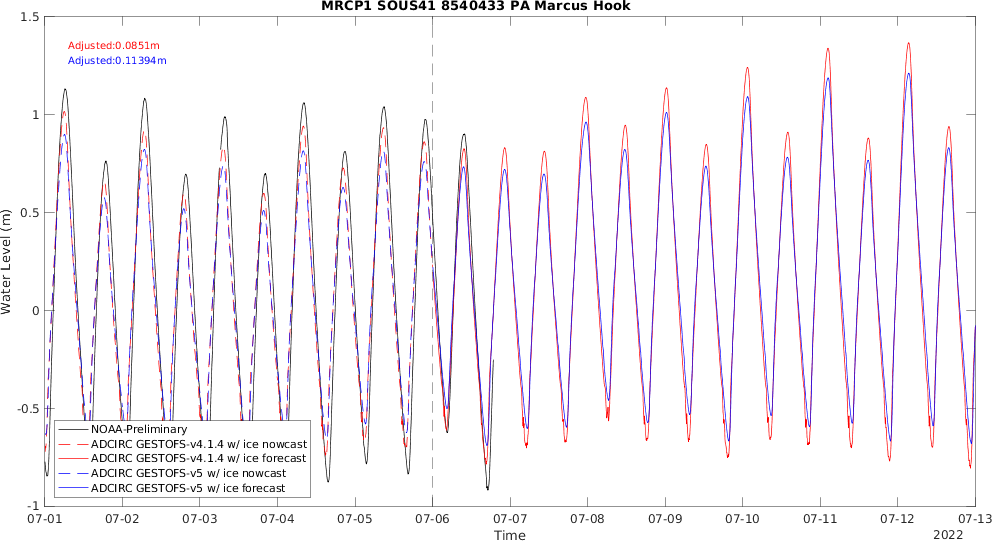 MRCP1 SOUS41 8540433 PA Marcus Hook
1.5
Adjusted:0.0851m
Adjusted:0.11394m
1
0.5
Water Level (m)
0
-0.5
NOAA-Preliminary
ADCIRC GESTOFS-v4.1.4 w/ ice nowcast
ADCIRC GESTOFS-v4.1.4 w/ ice forecast
ADCIRC GESTOFS-v5 w/ ice nowcast
ADCIRC GESTOFS-v5 w/ ice forecast
-1
07-01 07-02 07-03 07-04 07-05 07-06 07-07 07-08 07-09 07-10 07-11 07-12 07-13
Time 2022